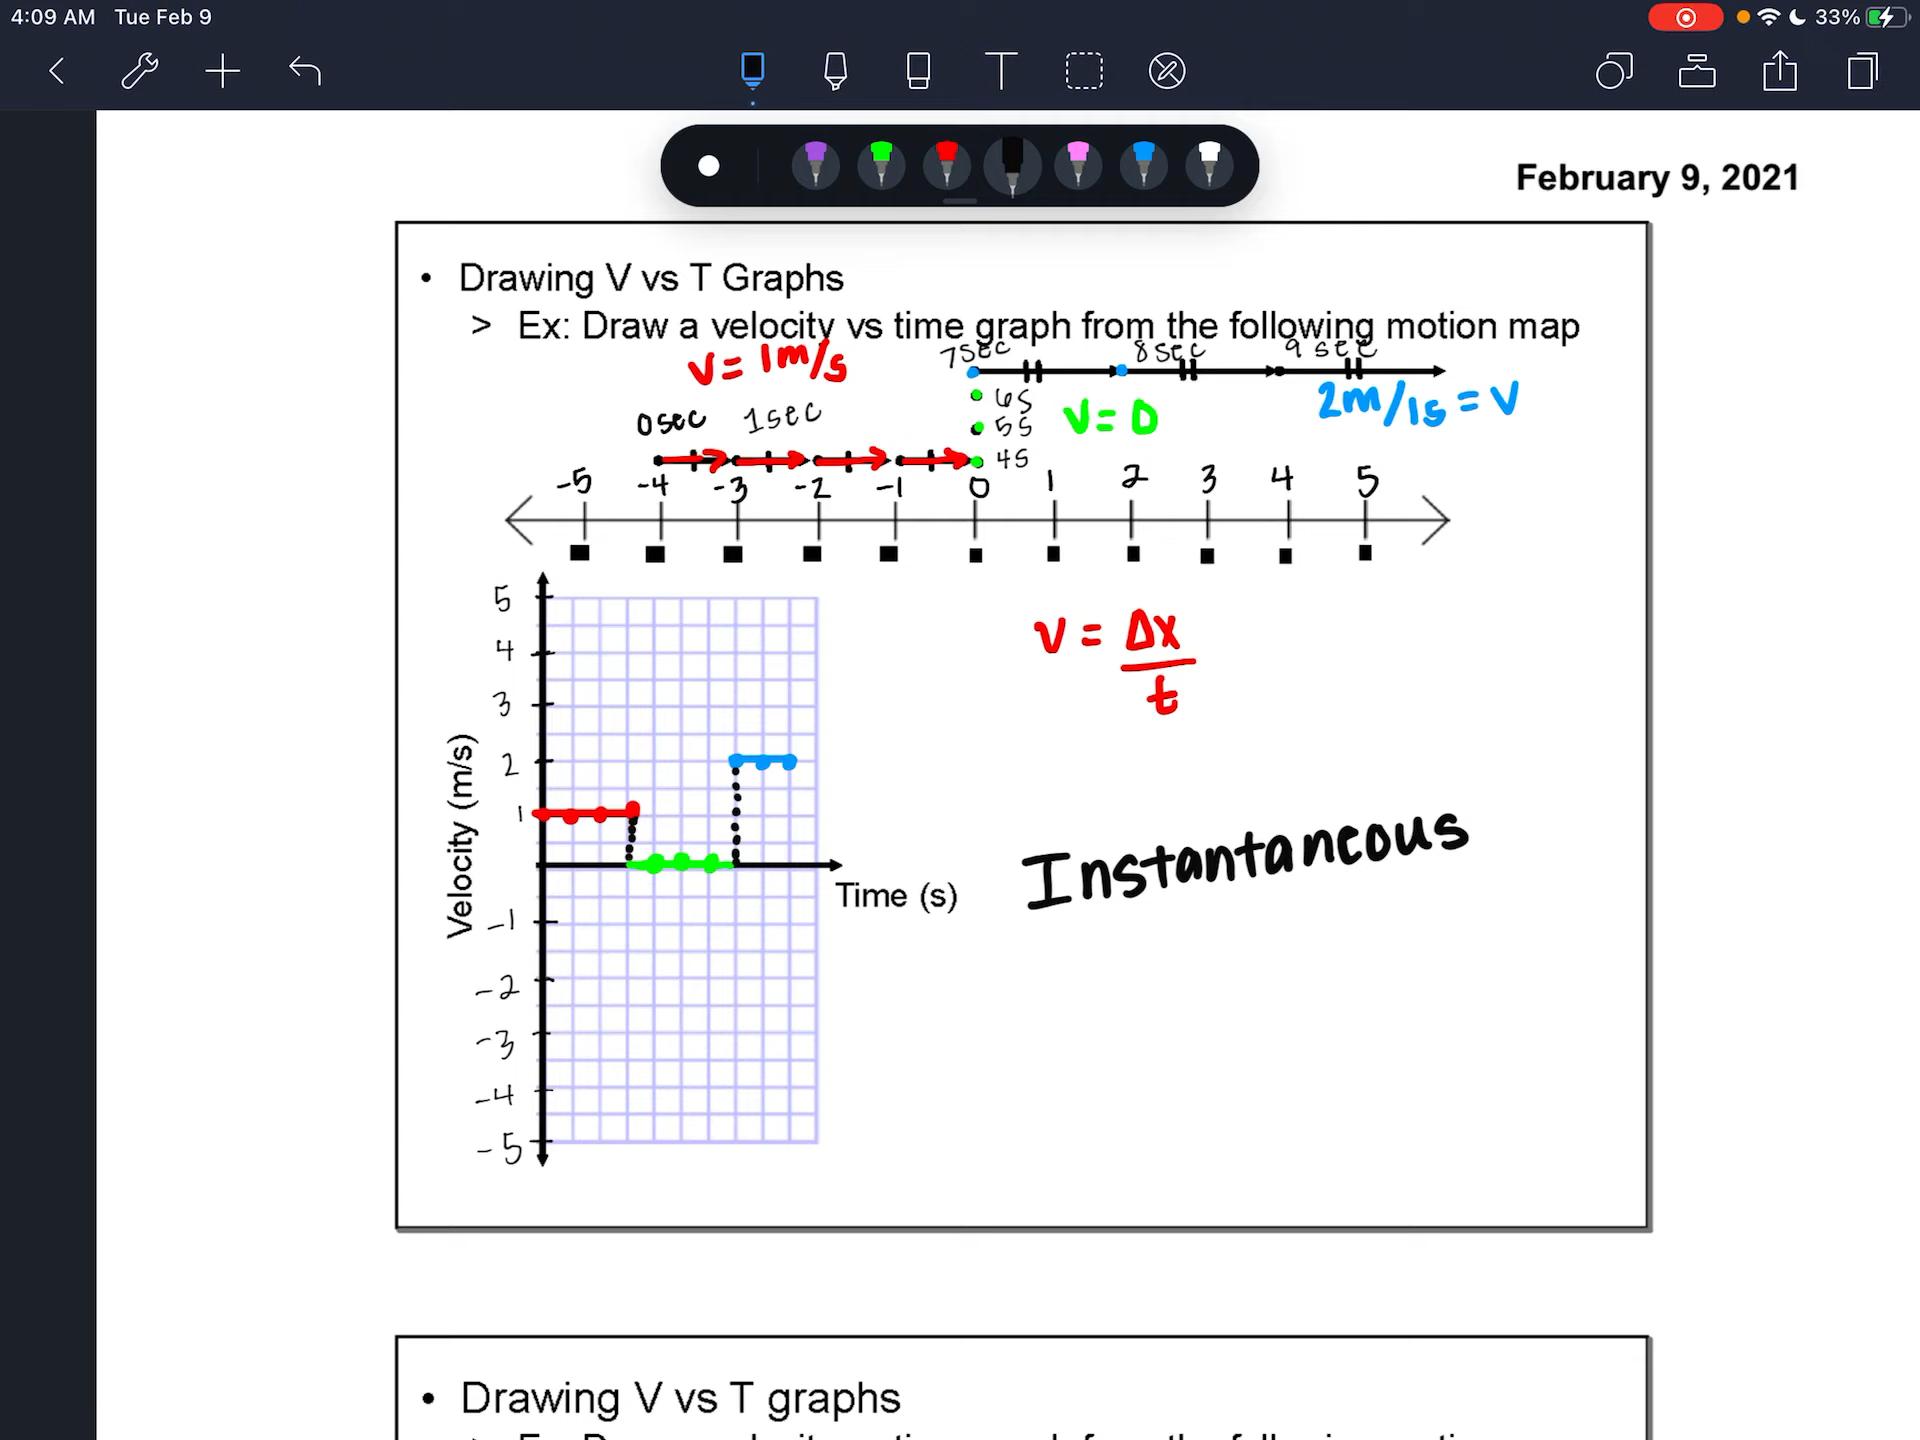 4:09 AM Tue Feb 9
33%
February 9, 2021
• Drawing V vs T Graphs
> Ex: Draw a velocity vs time graph from the following motion map
v = 1m/s
7sec 8sec 9sec
6s
5s
4s
v = 0
2m/1s = v
0sec 1sec
-5 -4 -3 -2 -1 0 1 2 3 4 5
v = Δx
t
5
4
3
2
1
-1
-2
-3
-4
-5
Velocity (m/s)
Time (s)
Instantaneous
• Drawing V vs T graphs